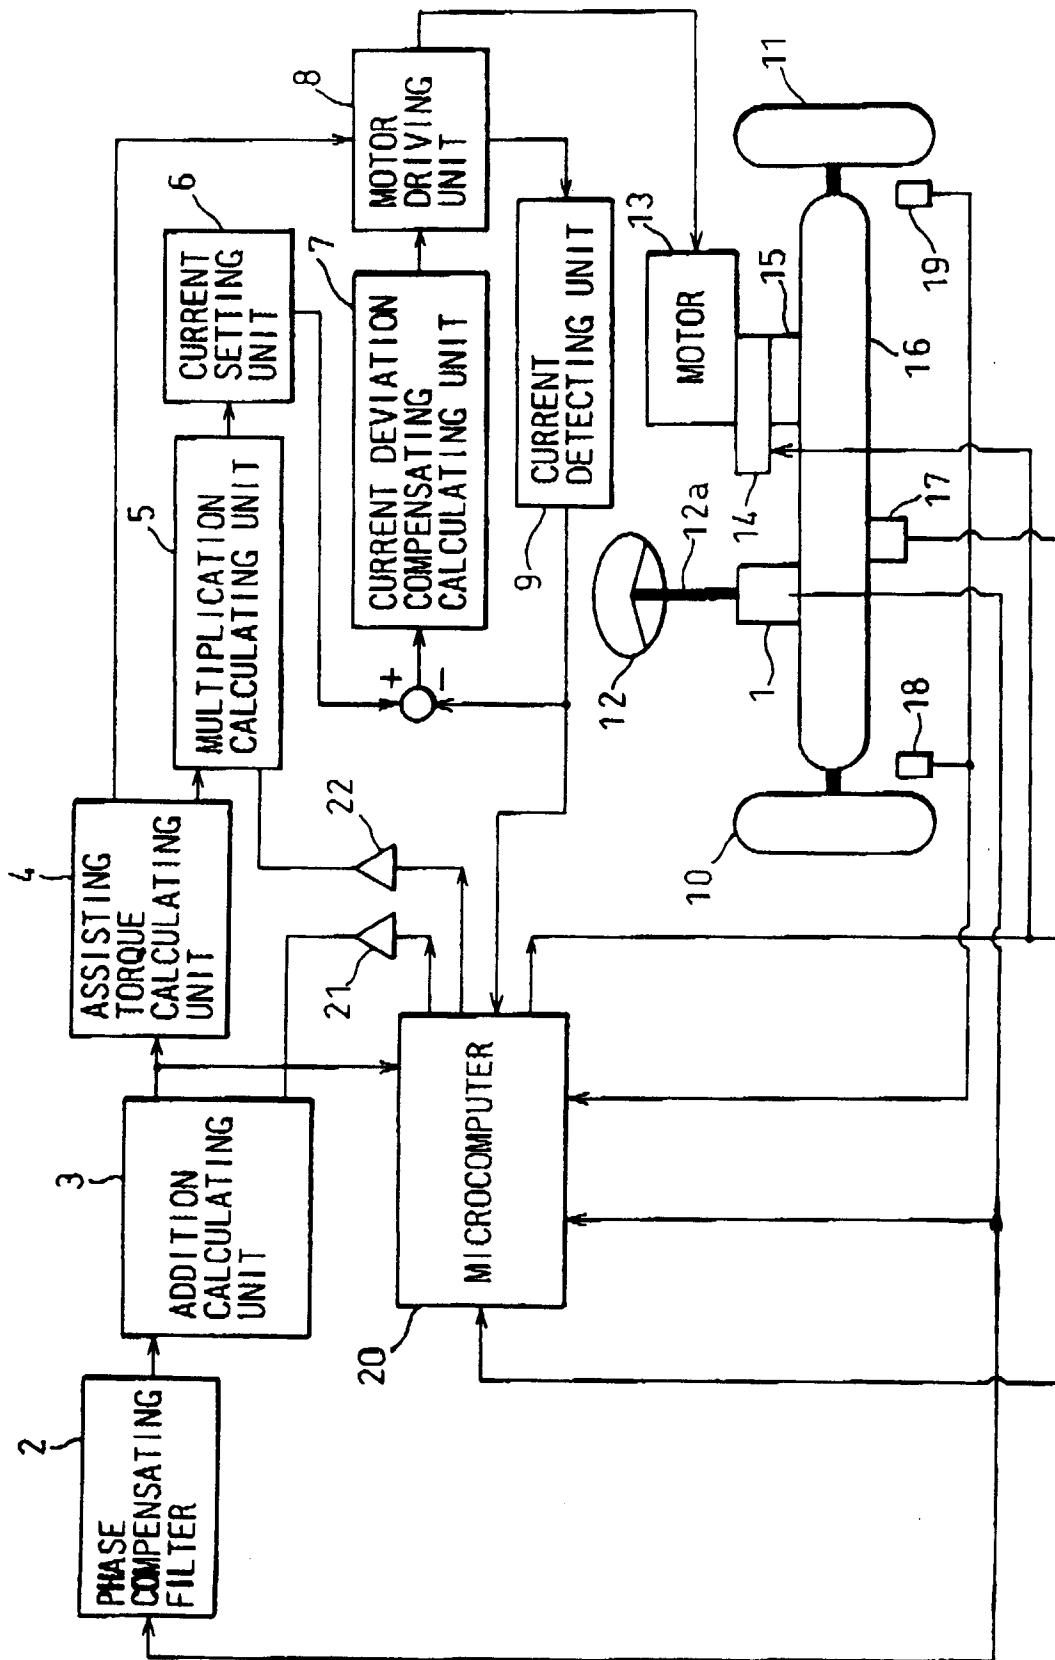 2
PHASE
COMPENSATING
FILTER
3
ADDITION
CALCULATING
UNIT
4
ASSISTING
TORQUE
CALCULATING
UNIT
5
MULTIPLICATION
CALCULATING UNIT
6
CURRENT
SETTING
UNIT
7
CURRENT DEVIATION
COMPENSATING
CALCULATING UNIT
+
−
8
MOTOR
DRIVING
UNIT
9
CURRENT
DETECTING UNIT
21
22
20
MICROCOMPUTER
12
12a
1
13
MOTOR
14
15
16
17
10
11
18
19